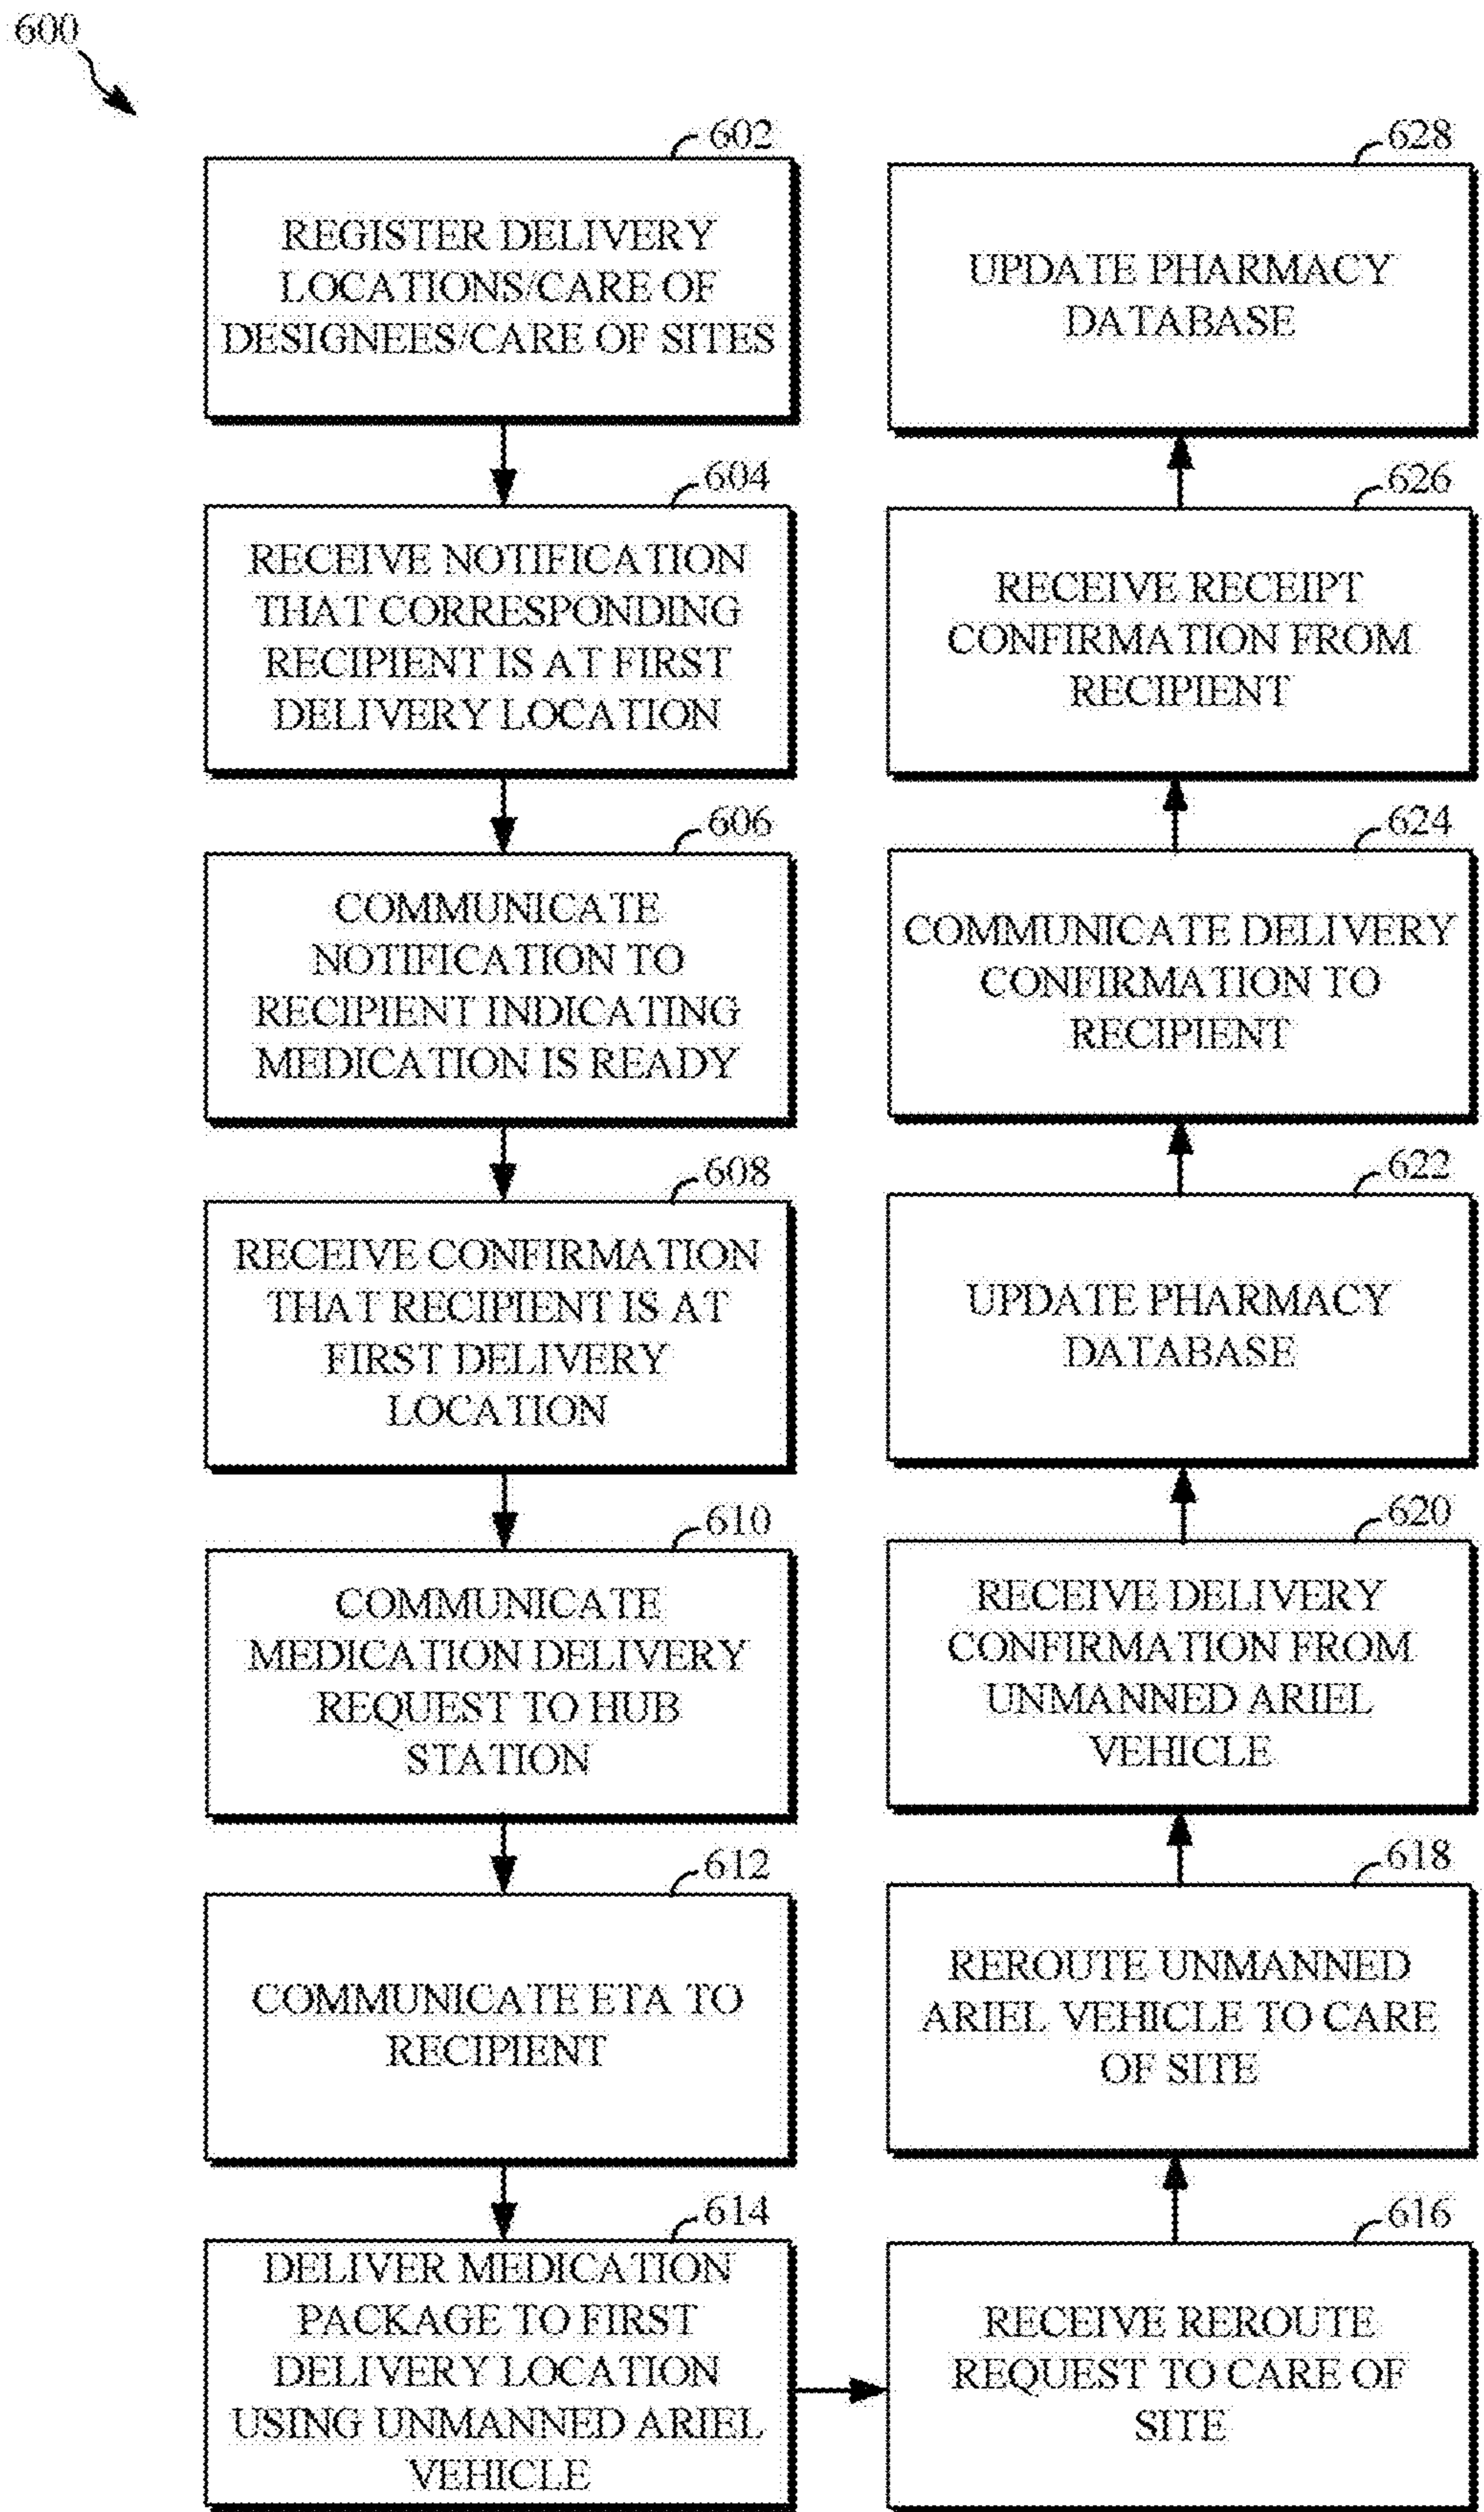 600
602
REGISTER DELIVERY
LOCATIONS/CARE OF
DESIGNEES/CARE OF SITES
604
RECEIVE NOTIFICATION
THAT CORRESPONDING
RECIPIENT IS AT FIRST
DELIVERY LOCATION
606
COMMUNICATE
NOTIFICATION TO
RECIPIENT INDICATING
MEDICATION IS READY
608
RECEIVE CONFIRMATION
THAT RECIPIENT IS AT
FIRST DELIVERY
LOCATION
610
COMMUNICATE
MEDICATION DELIVERY
REQUEST TO HUB
STATION
612
COMMUNICATE ETA TO
RECIPIENT
614
DELIVER MEDICATION
PACKAGE TO FIRST
DELIVERY LOCATION
USING UNMANNED ARIEL
VEHICLE
616
RECEIVE REROUTE
REQUEST TO CARE OF
SITE
618
REROUTE UNMANNED
ARIEL VEHICLE TO CARE
OF SITE
620
RECEIVE DELIVERY
CONFIRMATION FROM
UNMANNED ARIEL
VEHICLE
622
UPDATE PHARMACY
DATABASE
624
COMMUNICATE DELIVERY
CONFIRMATION TO
RECIPIENT
626
RECEIVE RECEIPT
CONFIRMATION FROM
RECIPIENT
628
UPDATE PHARMACY
DATABASE